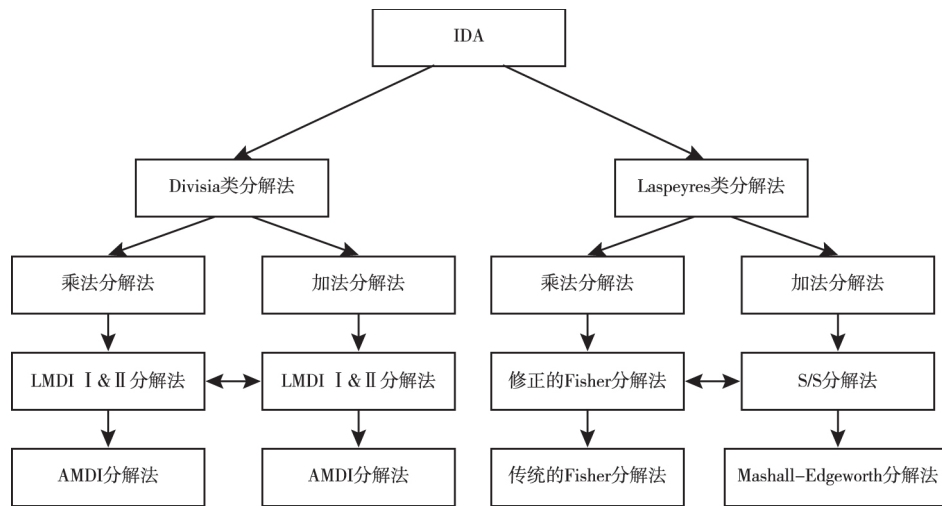 IDA
Divisia类分解法
Laspeyres类分解法
乘法分解法
加法分解法
乘法分解法
加法分解法
LMDI Ⅰ&Ⅱ分解法
LMDI Ⅰ&Ⅱ分解法
修正的Fisher分解法
S/S分解法
AMDI分解法
AMDI分解法
传统的Fisher分解法
Mashall-Edgeworth分解法